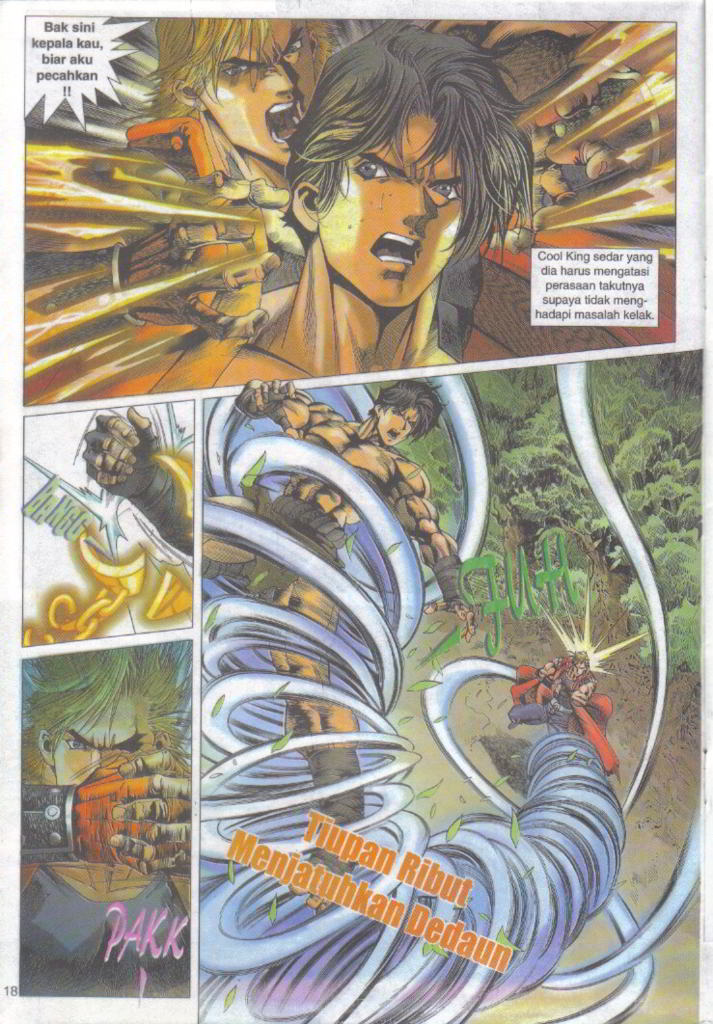 Bak sini
kepala kau,
biar aku
pecahkan
!!
Cool King sedar yang
dia harus mengatasi
perasaan takutnya
supaya tidak meng-
hadapi masalah kelak.
FUH
PAKK
!
Tiupan Ribut
Menjatuhkan Dedaun
18